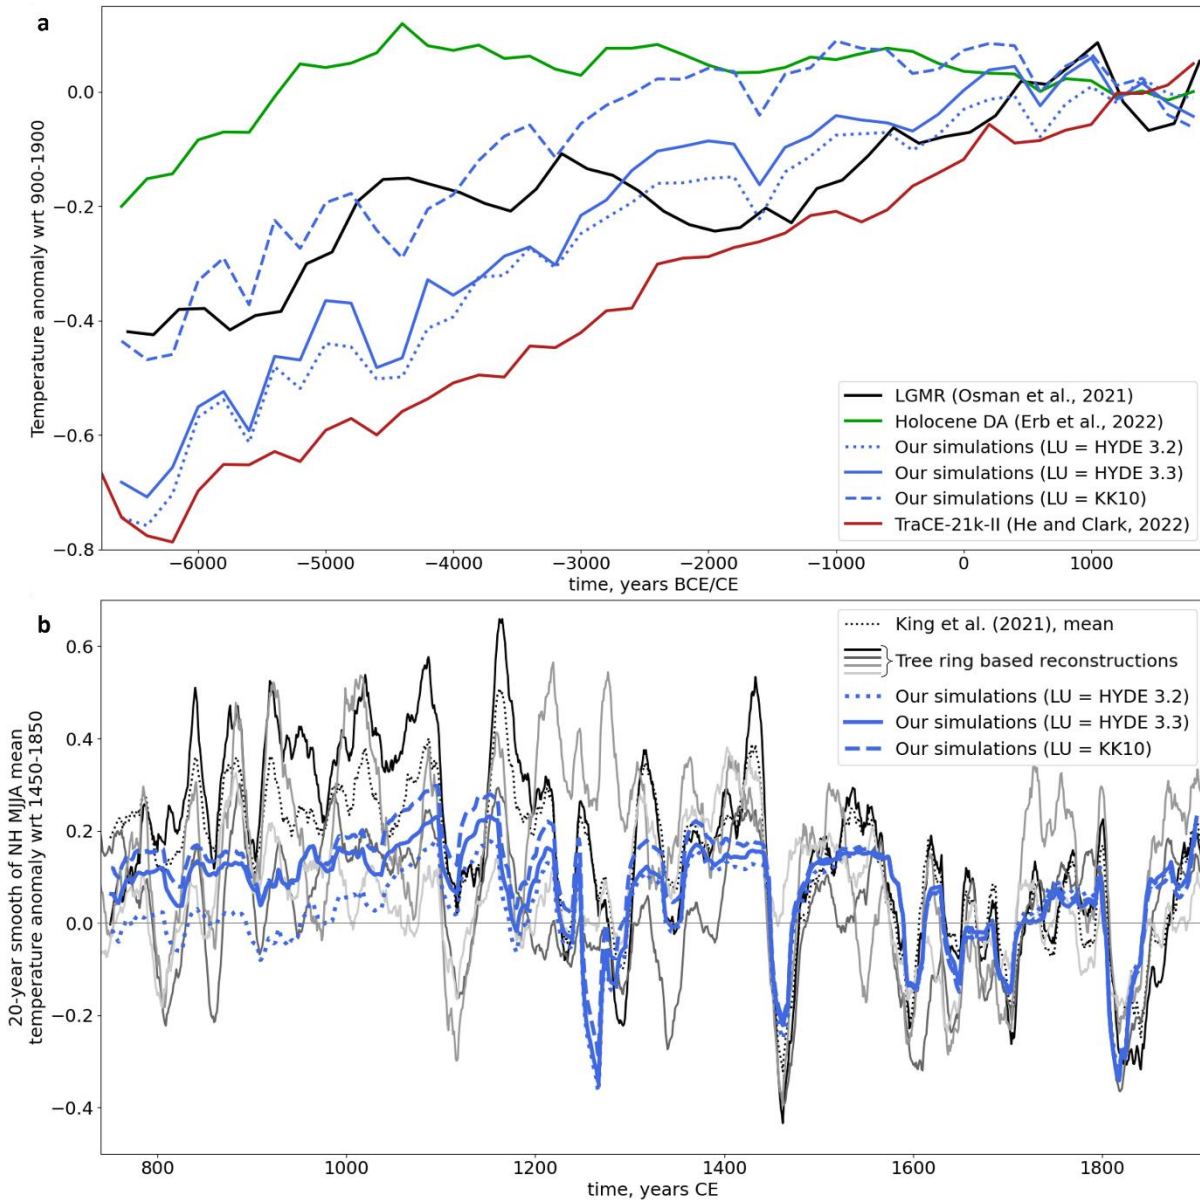 a
Temperature anomaly wrt 900-1900
0.0
−0.2
−0.4
−0.6
−0.8
LGMR (Osman et al., 2021)
Holocene DA (Erb et al., 2022)
Our simulations (LU = HYDE 3.2)
Our simulations (LU = HYDE 3.3)
Our simulations (LU = KK10)
TraCE-21k-II (He and Clark, 2022)
−6000 −5000 −4000 −3000 −2000 −1000 0 1000
time, years BCE/CE
b
20-year smooth of NH MJJA mean
temperature anomaly wrt 1450-1850
0.6
0.4
0.2
0.0
−0.2
−0.4
King et al. (2021), mean
Tree ring based reconstructions
Our simulations (LU = HYDE 3.2)
Our simulations (LU = HYDE 3.3)
Our simulations (LU = KK10)
800 1000 1200 1400 1600 1800
time, years CE